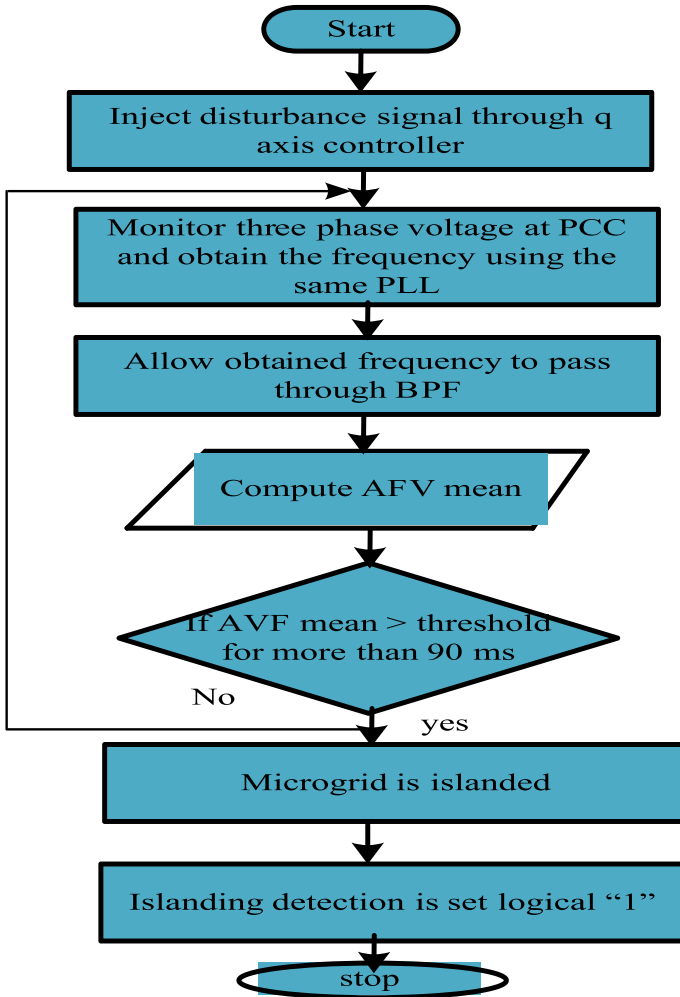 Start
Inject disturbance signal through q
axis controller
Monitor three phase voltage at PCC
and obtain the frequency using the
same PLL
Allow obtained frequency to pass
through BPF
Compute AFV mean
If AVF mean > threshold
for more than 90 ms
No
yes
Microgrid is islanded
Islanding detection is set logical “1”
stop